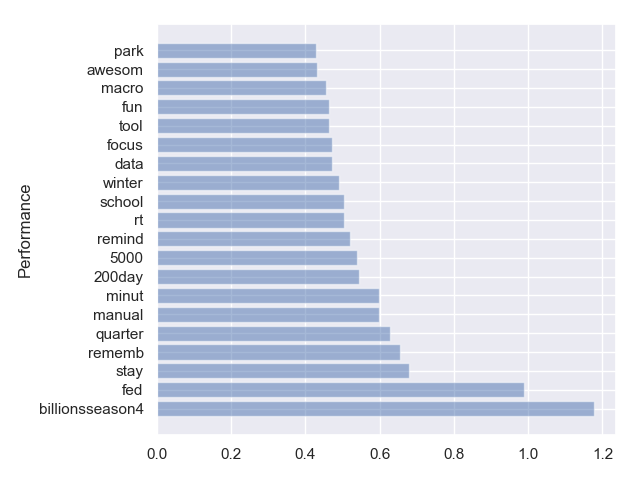 park
awesom
macro
fun
tool
focus
data
winter
school
rt
remind
5000
200day
minut
manual
quarter
rememb
stay
fed
billionsseason4
Performance
0.0 0.2 0.4 0.6 0.8 1.0 1.2